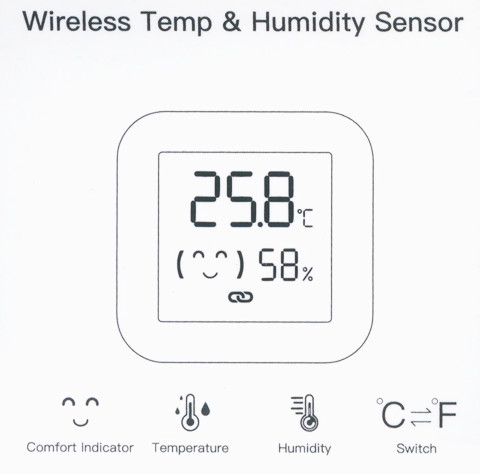 Wireless Temp & Humidity Sensor
25.8°C
(^‿^) 58%
°C ⇌ °F
Comfort Indicator Temperature Humidity Switch